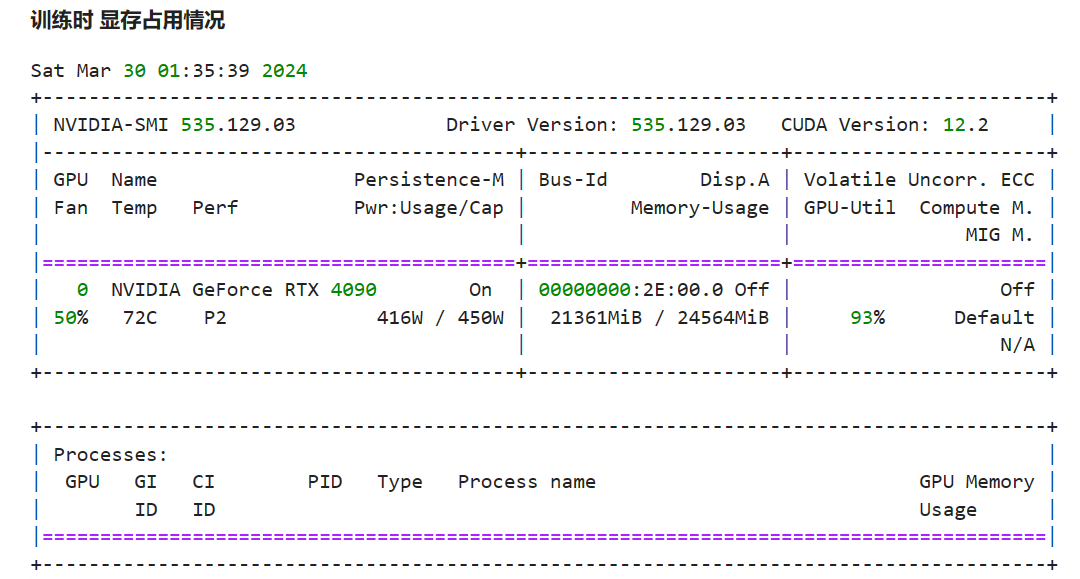 训练时 显存占用情况
Sat Mar 30 01:35:39 2024
+---------------------------------------------------------------------------------------+
| NVIDIA-SMI 535.129.03             Driver Version: 535.129.03   CUDA Version: 12.2     |
|-----------------------------------------+----------------------+----------------------+
| GPU  Name                 Persistence-M | Bus-Id        Disp.A | Volatile Uncorr. ECC |
| Fan  Temp   Perf          Pwr:Usage/Cap |         Memory-Usage | GPU-Util  Compute M. |
|                                         |                      |               MIG M. |
|=========================================+======================+======================|
|   0  NVIDIA GeForce RTX 4090        On  | 00000000:2E:00.0 Off |                  Off |
| 50%   72C    P2             416W / 450W |  21361MiB / 24564MiB |     93%      Default |
|                                         |                      |                  N/A |
+-----------------------------------------+----------------------+----------------------+
+---------------------------------------------------------------------------------------+
| Processes:                                                                            |
|  GPU   GI   CI        PID   Type   Process name                            GPU Memory |
|        ID   ID                                                             Usage      |
|=======================================================================================|
+---------------------------------------------------------------------------------------+